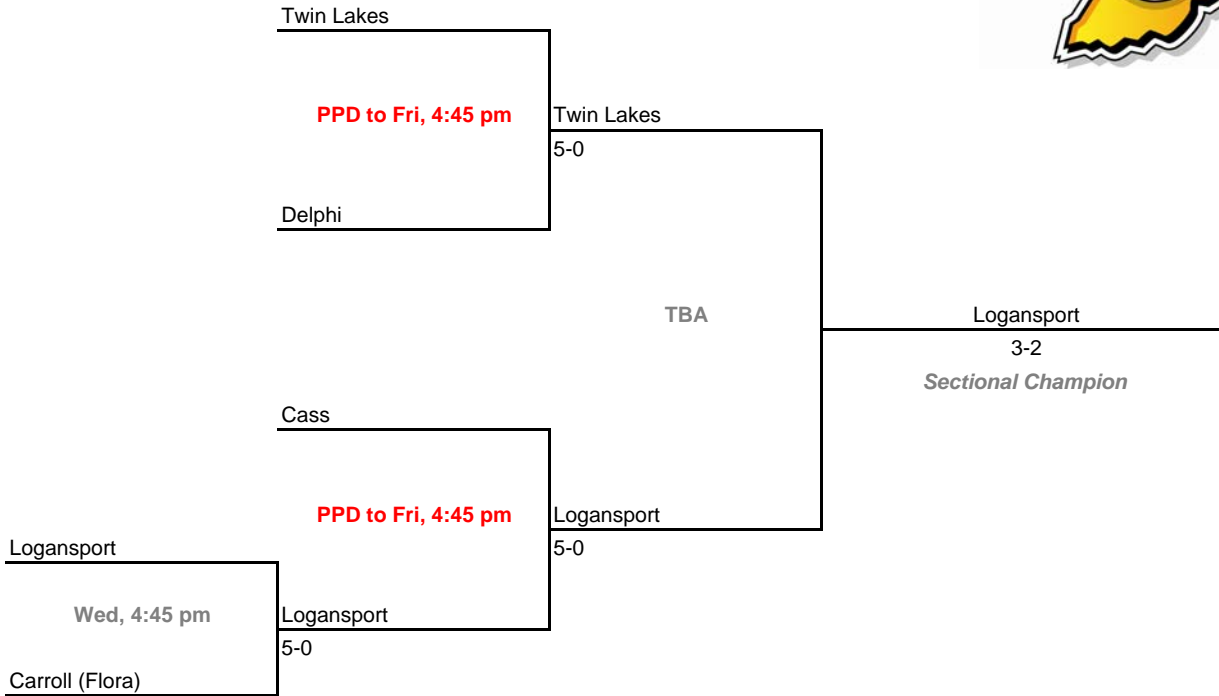 Twin Lakes
PPD to Fri, 4:45 pm
Twin Lakes
5-0
Delphi
TBA
Logansport
3-2
Sectional Champion
Cass
PPD to Fri, 4:45 pm
Logansport
5-0
Logansport
Wed, 4:45 pm
Logansport
5-0
Carroll (Flora)